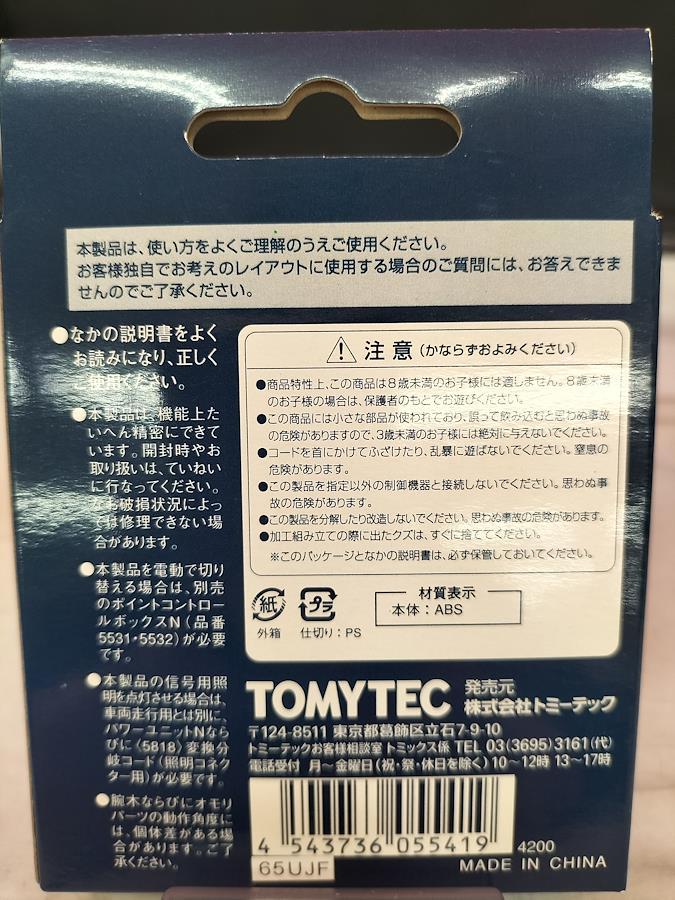 本製品は、使い方をよくご理解のうえご使用ください。
お客様独自でお考えのレイアウトに使用する場合のご質問には、お答えできま
せんのでご了承ください。
●なかの説明書をよく
お読みになり、正しく
ご使用ください。
●本製品は、機能上た
いへん精密にできて
います。開封時やお
取り扱いは、ていねい
に行なってください。
なお破損状況によっ
ては修理できない場
合があります。
●本製品を電動で切り
替える場合は、別売
のポイントコントロー
ルボックスN(品番
5531・5532)が必要
です。
●本製品の信号用照
明を点灯させる場合は、
車両走行用とは別に、
パワーユニットNなら
びに〈5818〉変換分
岐コード(照明コネク
ター用)が必要です。
●腕木ならびにオモリ
パーツの動作角度に
は、個体差がある場
合があります。ご了
承ください。
注意(かならずおよみください)
●商品特性上、この商品は8歳未満のお子様には適しません。8歳未満
のお子様の場合は、保護者のもとでお遊びください。
●この商品には小さな部品が使われており、誤って飲み込むと思わぬ事故
の危険がありますので、3歳未満のお子様には絶対に与えないでください。
●コードを首にかけてふざけたり、乱暴に遊ばないでください。窒息の
危険があります。
●この製品を指定以外の制御機器と接続しないでください。思わぬ事
故の危険があります。
●この製品を分解したり改造しないでください。思わぬ事故の危険があります。
●加工組み立ての際に出たクズは、すぐに捨ててください。
※このパッケージとなかの説明書は、必ず保管しておいてください。
紙
外箱
プラ
仕切り:PS
材質表示
本体:ABS
TOMYTEC 発売元
株式会社トミーテック
〒124-8511 東京都葛飾区立石7-9-10
トミーテックお客様相談室 トミックス係 TEL 03(3695)3161(代)
電話受付 月~金曜日(祝・祭・休日を除く)10~12時 13~17時
4 543736 055419
4200
65UJF
MADE IN CHINA